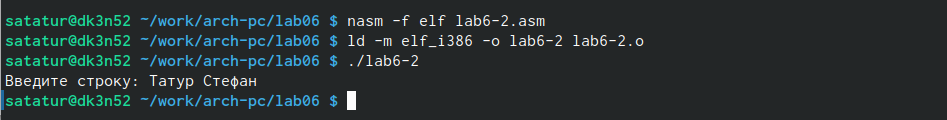 satatur@dk3n52 ~/work/arch-pc/lab06 $ nasm -f elf lab6-2.asm
satatur@dk3n52 ~/work/arch-pc/lab06 $ ld -m elf_i386 -o lab6-2 lab6-2.o
satatur@dk3n52 ~/work/arch-pc/lab06 $ ./lab6-2
Введите строку: Татур Стефан
satatur@dk3n52 ~/work/arch-pc/lab06 $